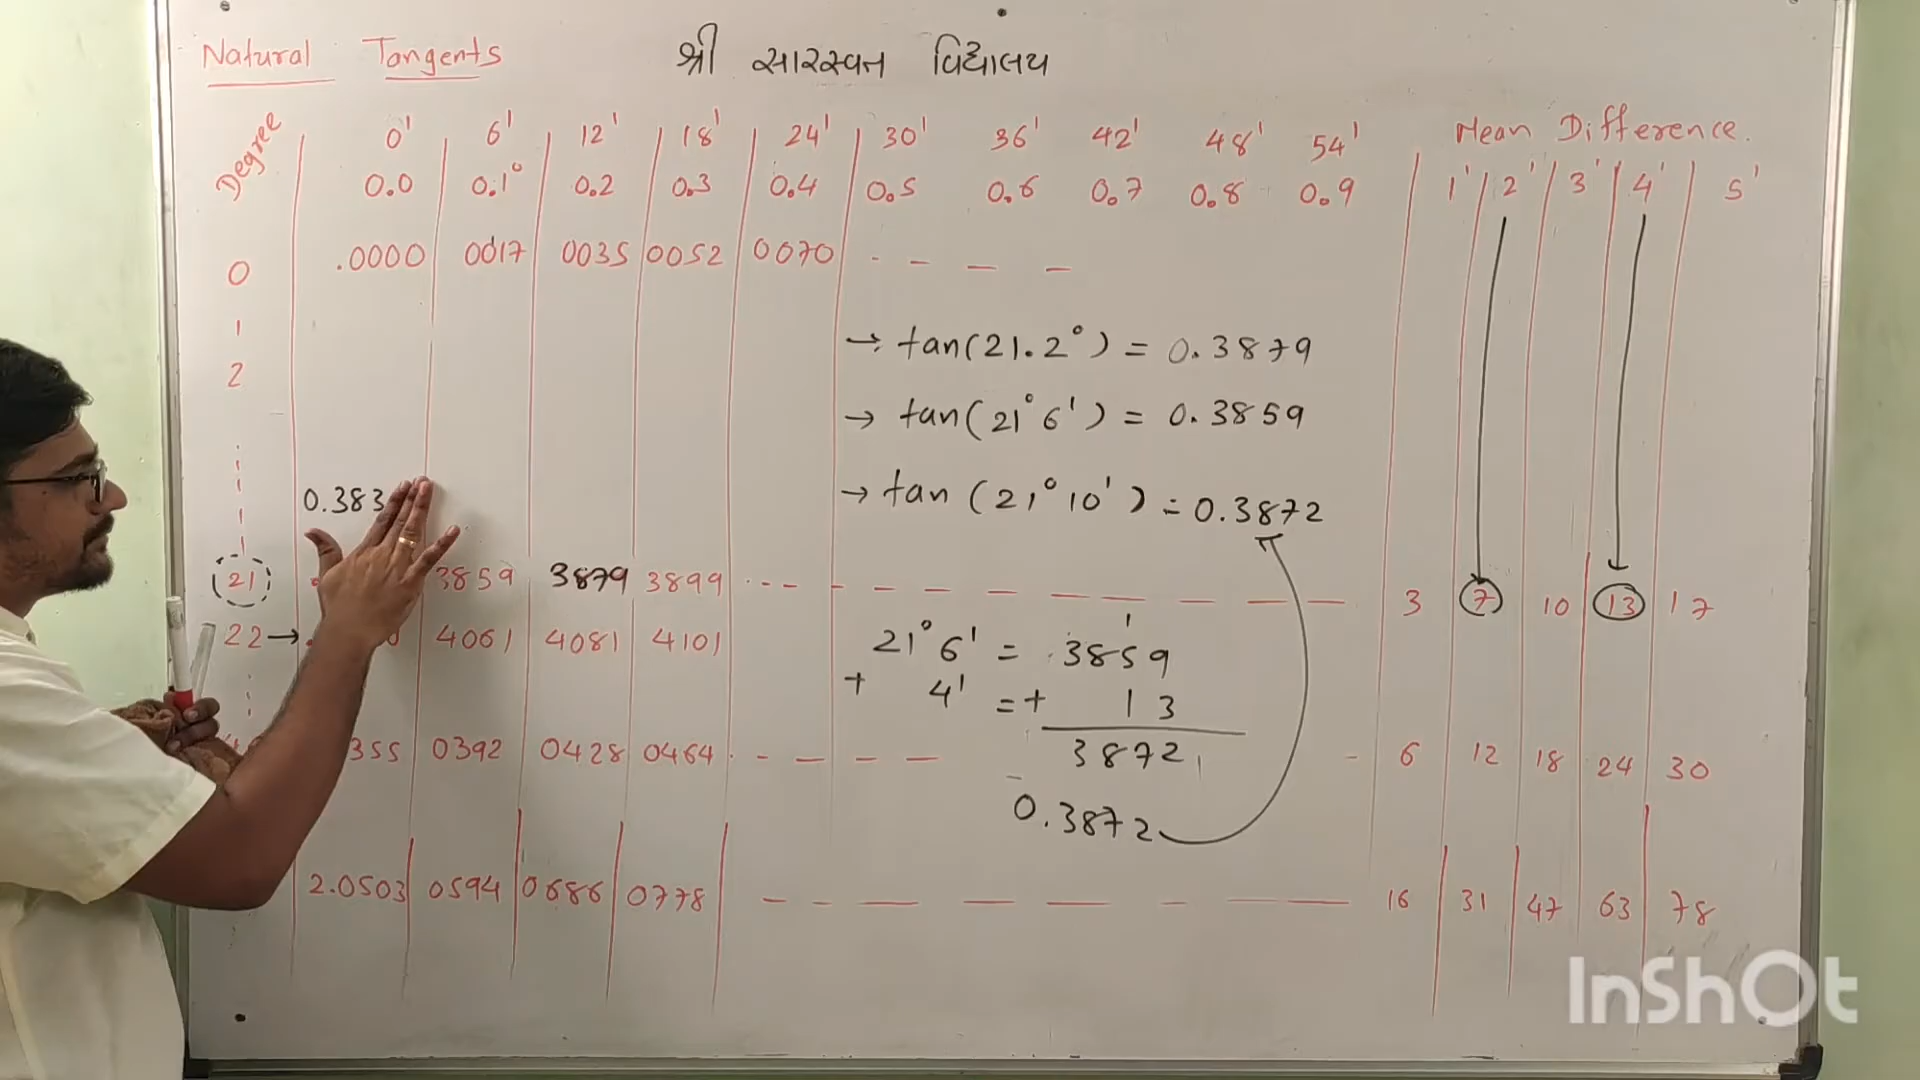 Natural Tangents
श्री સારસ્વત વિદ્યાલય
Degree 0' 6' 12' 18' 24' 30' 36' 42' 48' 54' Mean Difference.
0.0 0.1° 0.2 0.3 0.4 0.5 0.6 0.7 0.8 0.9 1' 2' 3' 4' 5'
0 .0000 0017 0035 0052 0070 . - - -
1
2
→ tan(21.2°) = 0.3879
→ tan(21°6') = 0.3859
0.383
→ tan (21°10') = 0.3872
21 3859 3879 3899 --- - - - - - - - - 3 7 10 13 17
22 → 4061 4081 4101
21°6' = .3859
+ 4' = + 13
3872
355 0392 0428 0464 . - - - - - 6 12 18 24 30
0.3872
2.0503 0594 0686 0778 - - - - - - - 16 31 47 63 78
InShOt